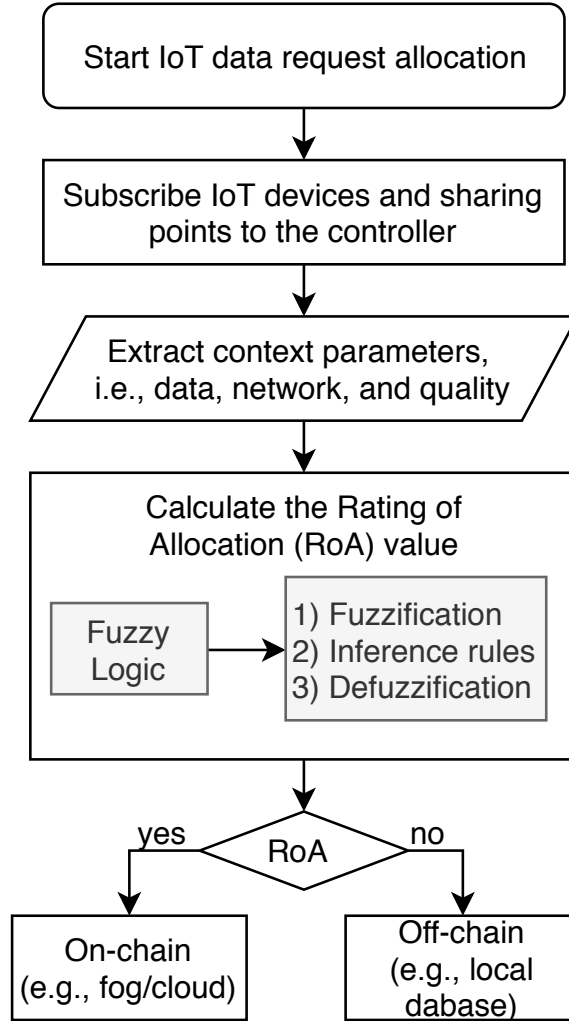 Start IoT data request allocation
Subscribe IoT devices and sharing
points to the controller
Extract context parameters,
i.e., data, network, and quality
Calculate the Rating of
Allocation (RoA) value
Fuzzy
Logic
1) Fuzzification
2) Inference rules
3) Defuzzification
yes
RoA
no
On-chain
(e.g., fog/cloud)
Off-chain
(e.g., local
dabase)